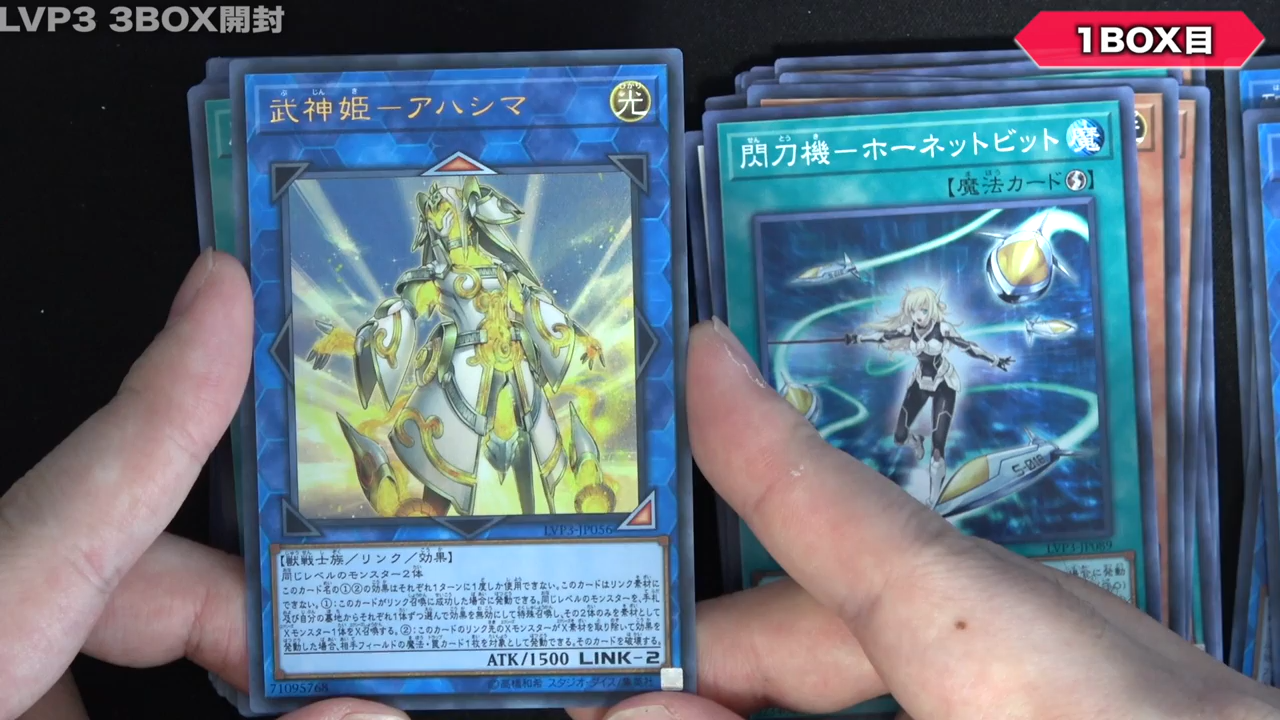 LVP3 3BOX開封
1BOX目
武神姫－アハシマ
光
LVP3-JP056
【獣戦士族／リンク／効果】
同じレベルのモンスター2体
このカード名の①②の効果はそれぞれ1ターンに1度しか使用できない。このカードはリンク素材に
できない。①：このカードがリンク召喚に成功した場合に発動できる。同じレベルのモンスターを、手札
及び自分の墓地からそれぞれ1体ずつ選んで効果を無効にして特殊召喚し、その2体のみを素材として
Xモンスター1体をX召喚する。②：このカードのリンク先のXモンスターがX素材を取り除いて効果を
発動した場合、相手フィールドの魔法・罠カード1枚を対象として発動できる。そのカードを破壊する。
ATK/1500 LINK-2
71095768
©高橋和希 スタジオ・ダイス/集英社
閃刀機－ホーネットビット
魔
【魔法カード】
S-018